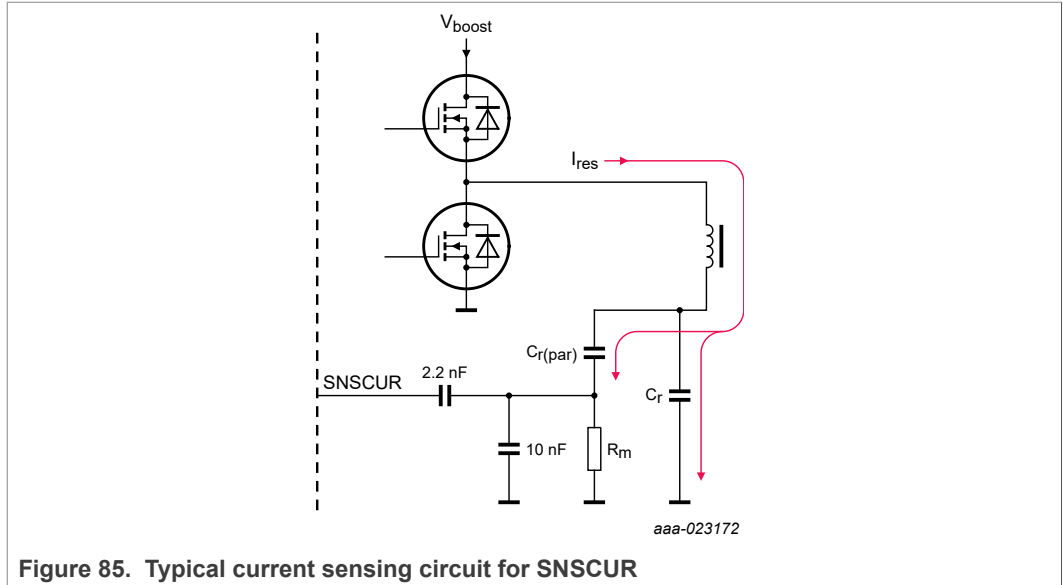 Vboost
Ires
Cr(par)
SNSCUR
2.2 nF
Cr
10 nF
Rm
aaa-023172
Figure 85. Typical current sensing circuit for SNSCUR